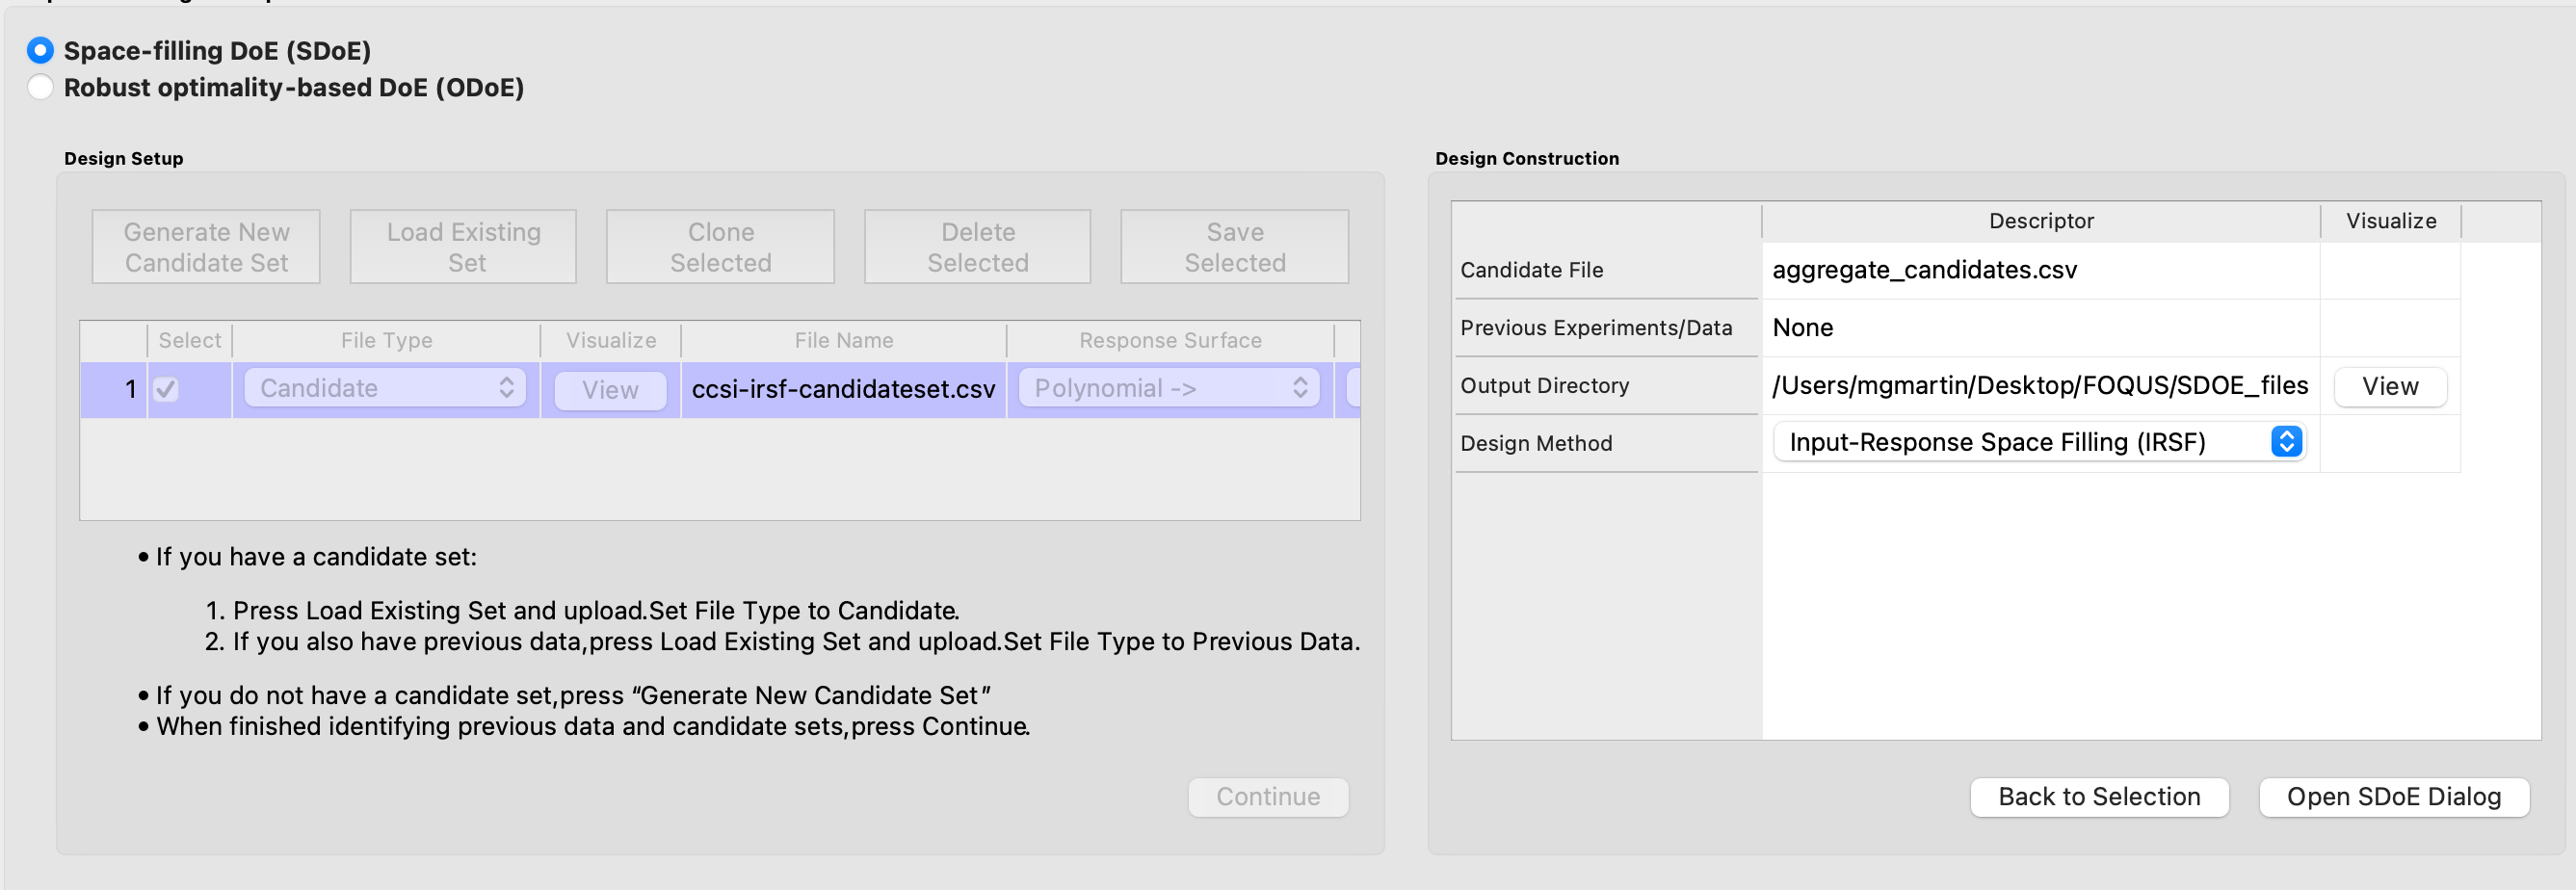 Space-filling DoE (SDoE)
Robust optimality-based DoE (ODoE)
Design Setup
Generate New
Candidate Set
Load Existing
Set
Clone
Selected
Delete
Selected
Save
Selected
Select File Type Visualize File Name Response Surface
1 Candidate View ccsi-irsf-candidateset.csv Polynomial ->
• If you have a candidate set:
1. Press Load Existing Set and upload.Set File Type to Candidate.
2. If you also have previous data,press Load Existing Set and upload.Set File Type to Previous Data.
• If you do not have a candidate set,press “Generate New Candidate Set”
• When finished identifying previous data and candidate sets,press Continue.
Continue
Design Construction
Descriptor Visualize
Candidate File aggregate_candidates.csv
Previous Experiments/Data None
Output Directory /Users/mgmartin/Desktop/FOQUS/SDOE_files View
Design Method Input-Response Space Filling (IRSF)
Back to Selection Open SDoE Dialog